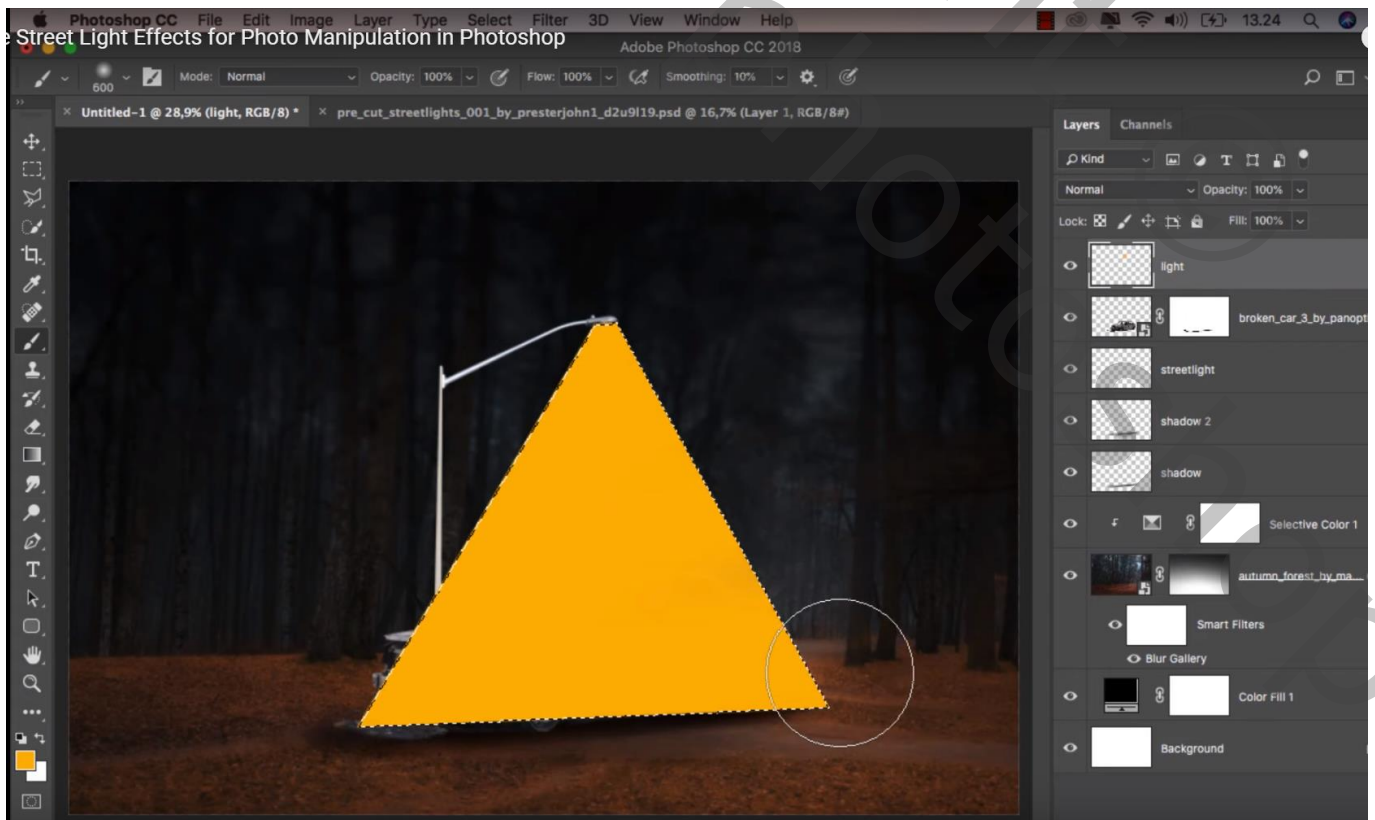 Photoshop CC File Edit Image Layer Type Select Filter 3D View Window Help 13.24
Street Light Effects for Photo Manipulation in Photoshop
Adobe Photoshop CC 2018
600 Mode: Normal Opacity: 100% Flow: 100% Smoothing: 10%
× Untitled-1 @ 28,9% (light, RGB/8) * × pre_cut_streetlights_001_by_presterjohn1_d2u9l19.psd @ 16,7% (Layer 1, RGB/8#)
Layers Channels
Kind
Normal Opacity: 100%
Lock: Fill: 100%
light
broken_car_3_by_panopt
streetlight
shadow 2
shadow
Selective Color 1
autumn_forest_by_ma...
Smart Filters
Blur Gallery
Color Fill 1
Background